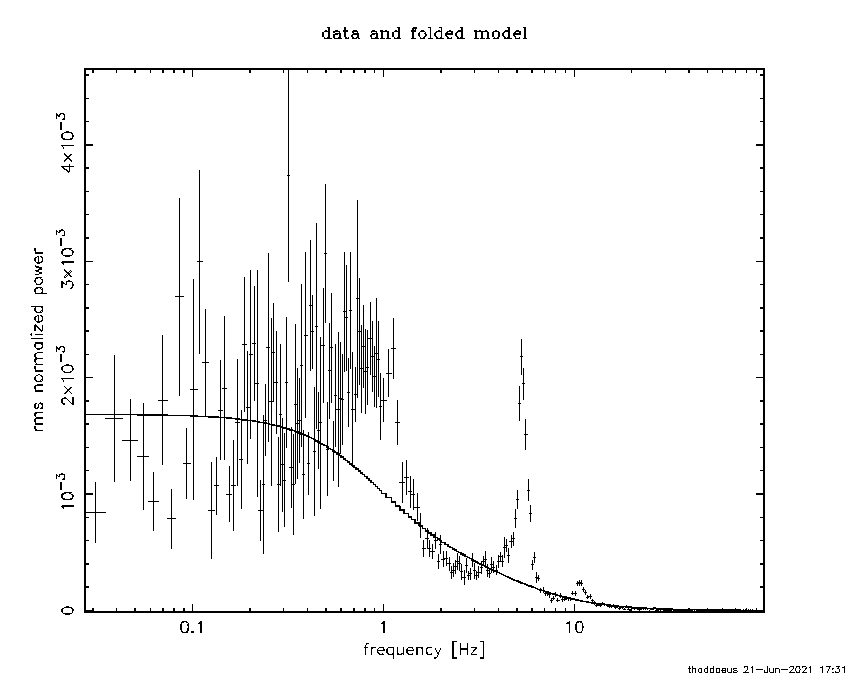 data and folded model
4×10⁻³
3×10⁻³
2×10⁻³
10⁻³
0
rms normalized power
0.1 1 10
frequency [Hz]
thoddaeus 21-Jun-2021 17:31